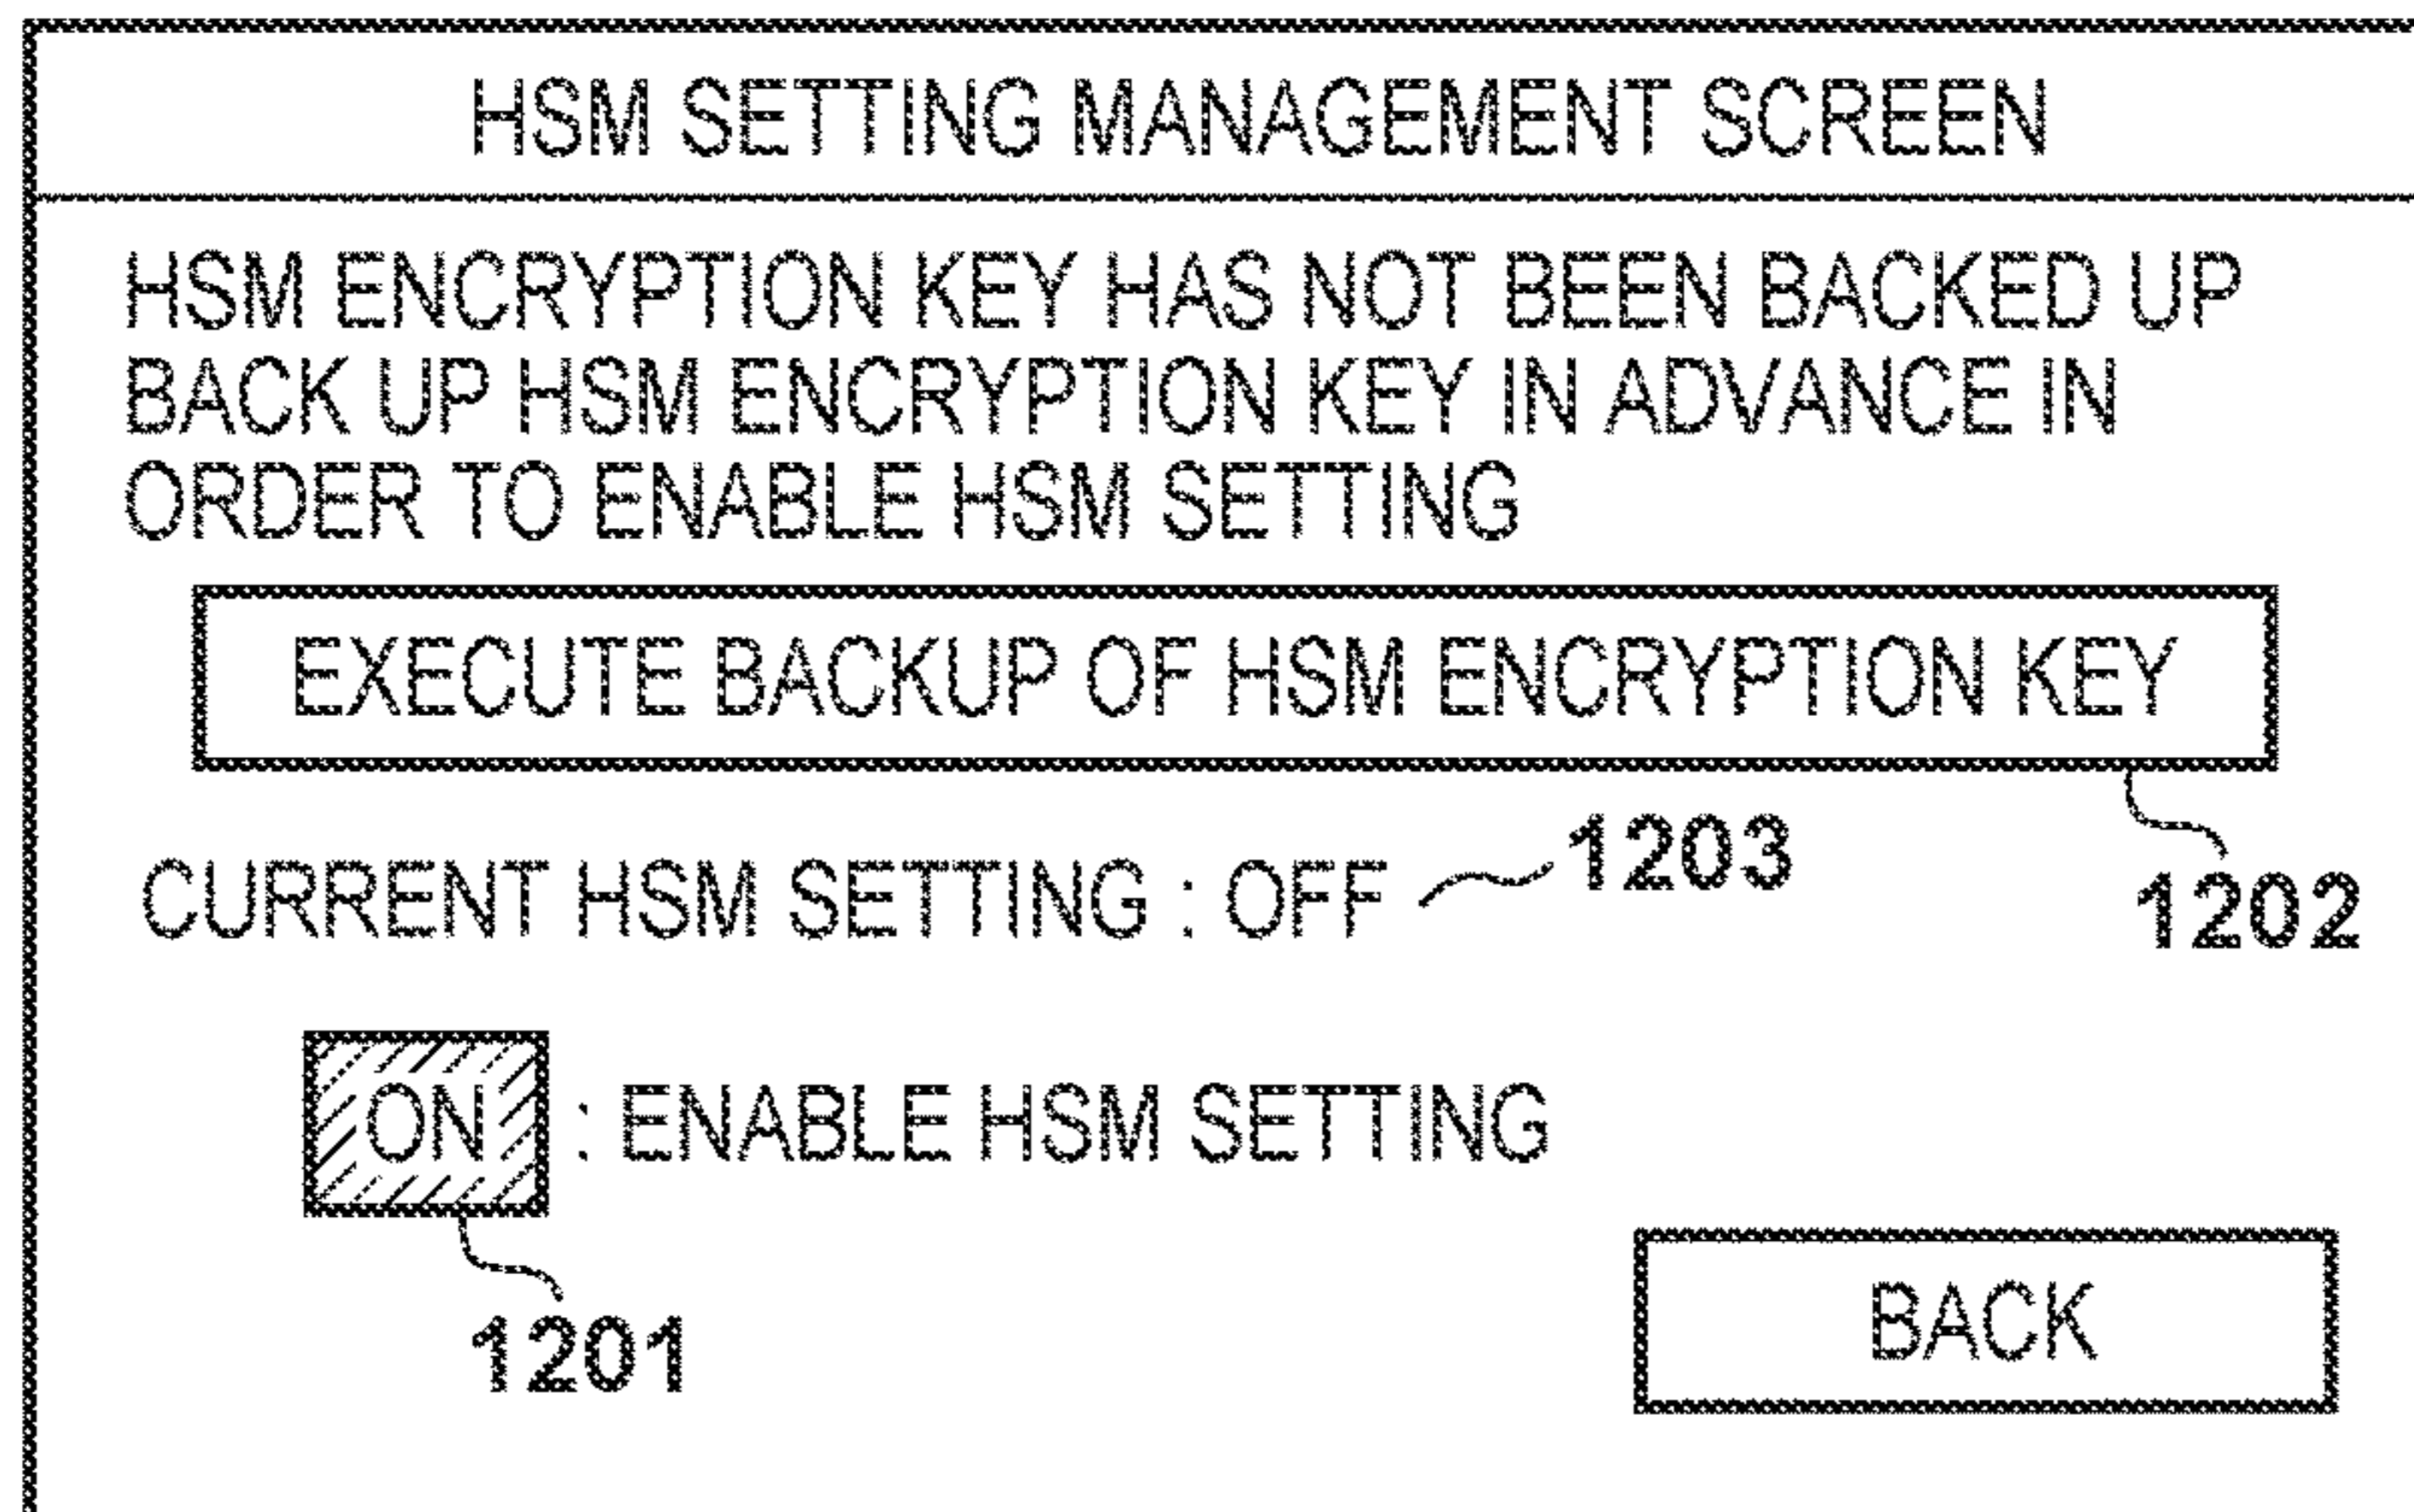 HSM SETTING MANAGEMENT SCREEN
HSM ENCRYPTION KEY HAS NOT BEEN BACKED UP
BACK UP HSM ENCRYPTION KEY IN ADVANCE IN
ORDER TO ENABLE HSM SETTING
EXECUTE BACKUP OF HSM ENCRYPTION KEY
CURRENT HSM SETTING : OFF
1203
1202
ON : ENABLE HSM SETTING
1201
BACK